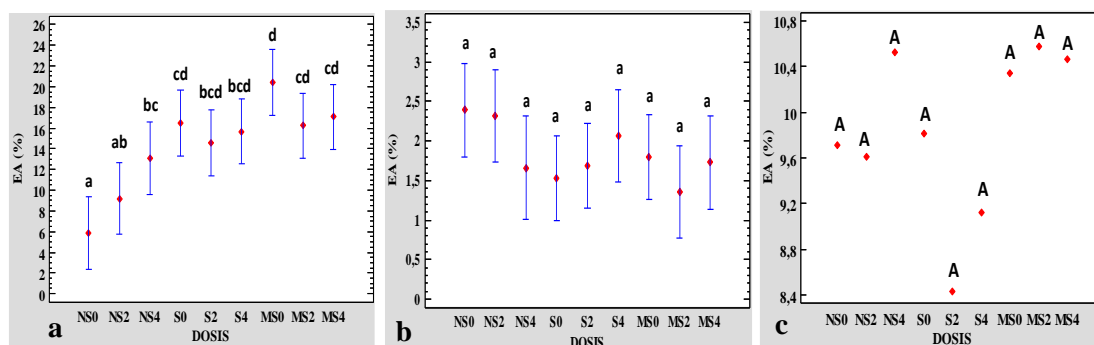 EA (%)
26
24
22
20
18
16
14
12
10
8
6
4
2
0
a
ab
bc
cd
bcd
bcd
d
cd
cd
NS0 NS2 NS4 S0 S2 S4 MS0 MS2 MS4
DOSIS
a
EA (%)
3,5
3
2,5
2
1,5
1
0,5
0
a
a
a
a
a
a
a
a
a
NS0 NS2 NS4 S0 S2 S4 MS0 MS2 MS4
DOSIS
b
EA (%)
10,8
10,4
10
9,6
9,2
8,8
8,4
A
A
A
A
A
A
A
A
A
NS0 NS2 NS4 S0 S2 S4 MS0 MS2 MS4
DOSIS
c